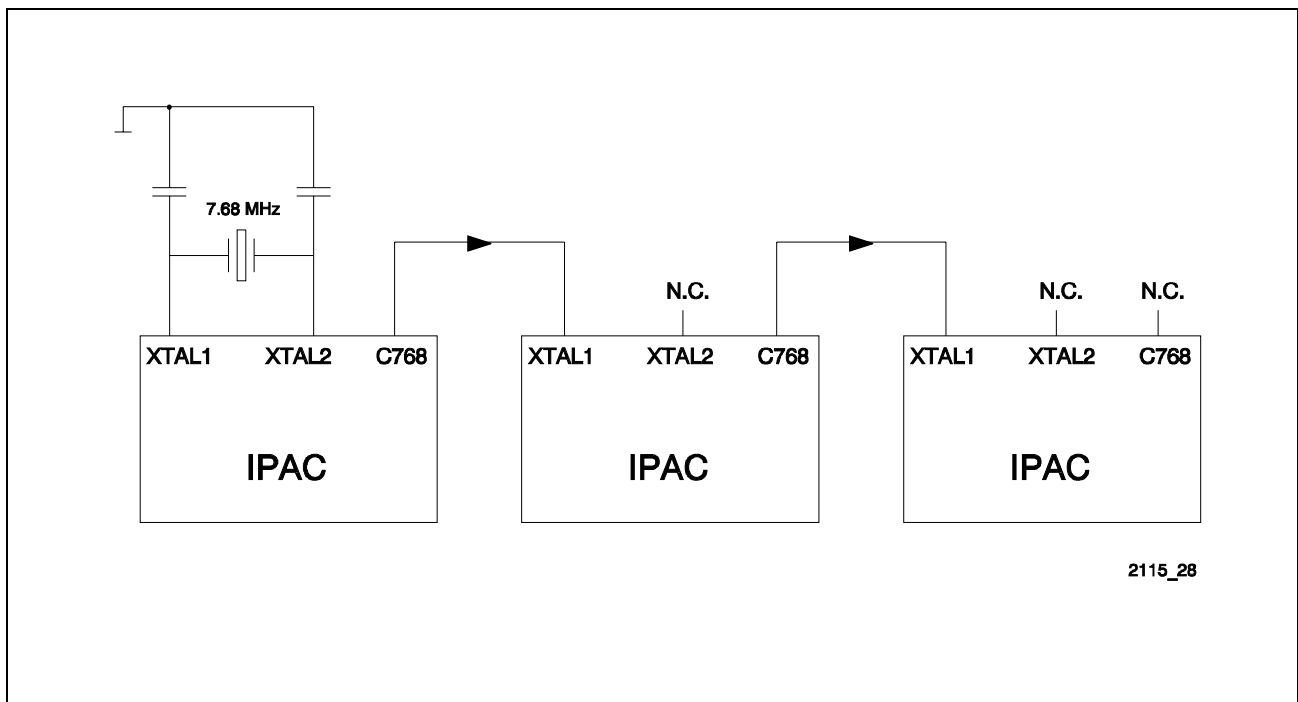 7.68 MHz
N.C.
N.C. N.C.
XTAL1 XTAL2 C768
XTAL1 XTAL2 C768
XTAL1 XTAL2 C768
IPAC
IPAC
IPAC
2115_28